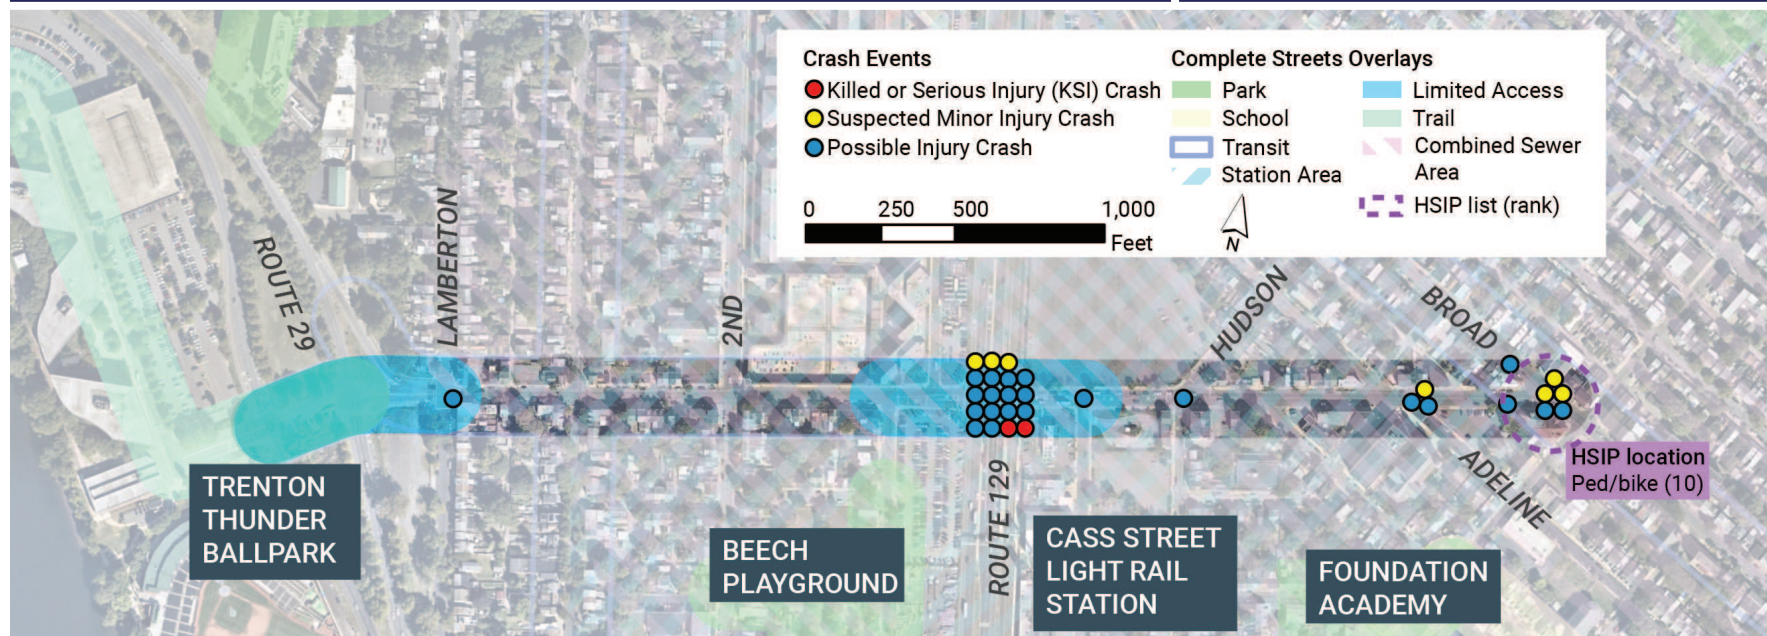 Crash Events
Killed or Serious Injury (KSI) Crash
Suspected Minor Injury Crash
Possible Injury Crash
0 250 500 1,000
Feet
Complete Streets Overlays
Park
School
Transit
Station Area
Limited Access
Trail
Combined Sewer
Area
HSIP list (rank)
N
ROUTE 29
LAMBERTON
2ND
HUDSON
BROAD
ROUTE 129
ADELINE
HSIP location
Ped/bike (10)
TRENTON
THUNDER
BALLPARK
BEECH
PLAYGROUND
CASS STREET
LIGHT RAIL
STATION
FOUNDATION
ACADEMY